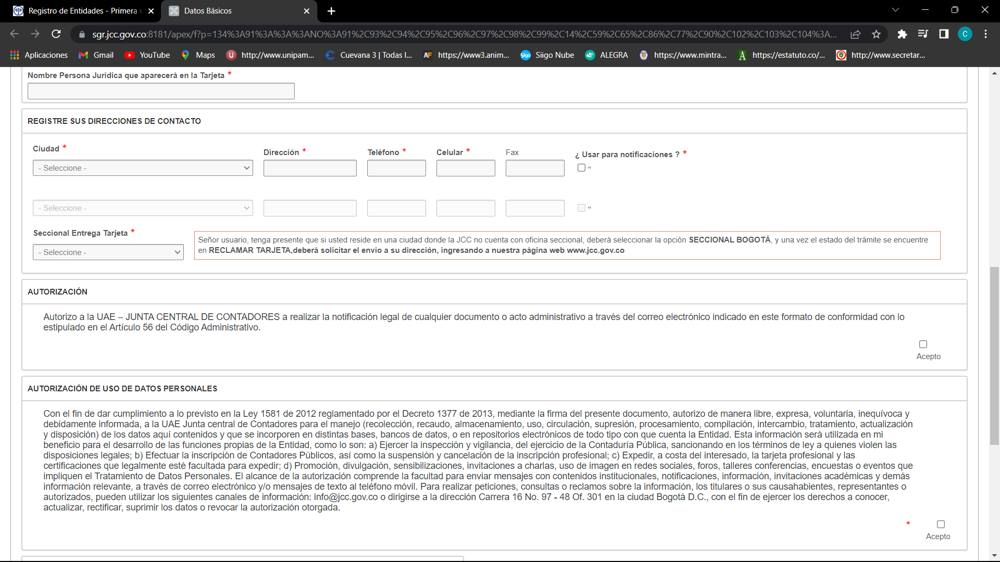 Registro de Entidades - Primera v
Datos Básicos
sgr.jcc.gov.co:8181/apex/f?p=134%3A91%3A%3A%3ANO%3A91%2C93%2C94%2C95%2C96%2C97%2C98%2C99%2C14%2C59%2C65%2C86%2C77%2C90%2C102%2C103%2C104%3A...
C
Aplicaciones
Gmail
YouTube
Maps
http://www.unipam...
Cuevana 3 | Todas l...
https://www3.anim...
Siigo Nube
ALEGRA
https://www.mintra...
https://estatuto.co/...
http://www.secretar...
Nombre Persona Jurídica que aparecerá en la Tarjeta *
REGISTRE SUS DIRECCIONES DE CONTACTO
Ciudad * Dirección * Teléfono * Celular * Fax ¿ Usar para notificaciones ? *
- Seleccione - "
- Seleccione - "
Seccional Entrega Tarjeta *
- Seleccione -
Señor usuario, tenga presente que si usted reside en una ciudad donde la JCC no cuenta con oficina seccional, deberá seleccionar la opción SECCIONAL BOGOTÁ, y una vez el estado del trámite se encuentre
en RECLAMAR TARJETA,deberá solicitar el envío a su dirección, ingresando a nuestra página web www.jcc.gov.co
AUTORIZACIÓN
Autorizo a la UAE – JUNTA CENTRAL DE CONTADORES a realizar la notificación legal de cualquier documento o acto administrativo a través del correo electrónico indicado en este formato de conformidad con lo
estipulado en el Artículo 56 del Código Administrativo.
Acepto
AUTORIZACIÓN DE USO DE DATOS PERSONALES
Con el fin de dar cumplimiento a lo previsto en la Ley 1581 de 2012 reglamentado por el Decreto 1377 de 2013, mediante la firma del presente documento, autorizo de manera libre, expresa, voluntaria, inequívoca y
debidamente informada, a la UAE Junta central de Contadores para el manejo (recolección, recaudo, almacenamiento, uso, circulación, supresión, procesamiento, compilación, intercambio, tratamiento, actualización
y disposición) de los datos aquí contenidos y que se incorporen en distintas bases, bancos de datos, o en repositorios electrónicos de todo tipo con que cuenta la Entidad. Esta información será utilizada en mi
beneficio para el desarrollo de las funciones propias de la Entidad, como lo son: a) Ejercer la inspección y vigilancia, del ejercicio de la Contaduría Pública, sancionando en los términos de ley a quienes violen las
disposiciones legales; b) Efectuar la inscripción de Contadores Públicos, así como la suspensión y cancelación de la inscripción profesional; c) Expedir, a costa del interesado, la tarjeta profesional y las
certificaciones que legalmente esté facultada para expedir; d) Promoción, divulgación, sensibilizaciones, invitaciones a charlas, uso de imagen en redes sociales, foros, talleres conferencias, encuestas o eventos que
impliquen el Tratamiento de Datos Personales. El alcance de la autorización comprende la facultad para enviar mensajes con contenidos institucionales, notificaciones, información, invitaciones académicas y demás
información relevante, a través de correo electrónico y/o mensajes de texto al teléfono móvil. Para realizar peticiones, consultas o reclamos sobre la información, los titulares o sus causahabientes, representantes o
autorizados, pueden utilizar los siguientes canales de información: info@jcc.gov.co o dirigirse a la dirección Carrera 16 No. 97 - 48 Of. 301 en la ciudad Bogotá D.C., con el fin de ejercer los derechos a conocer,
actualizar, rectificar, suprimir los datos o revocar la autorización otorgada.
*
Acepto